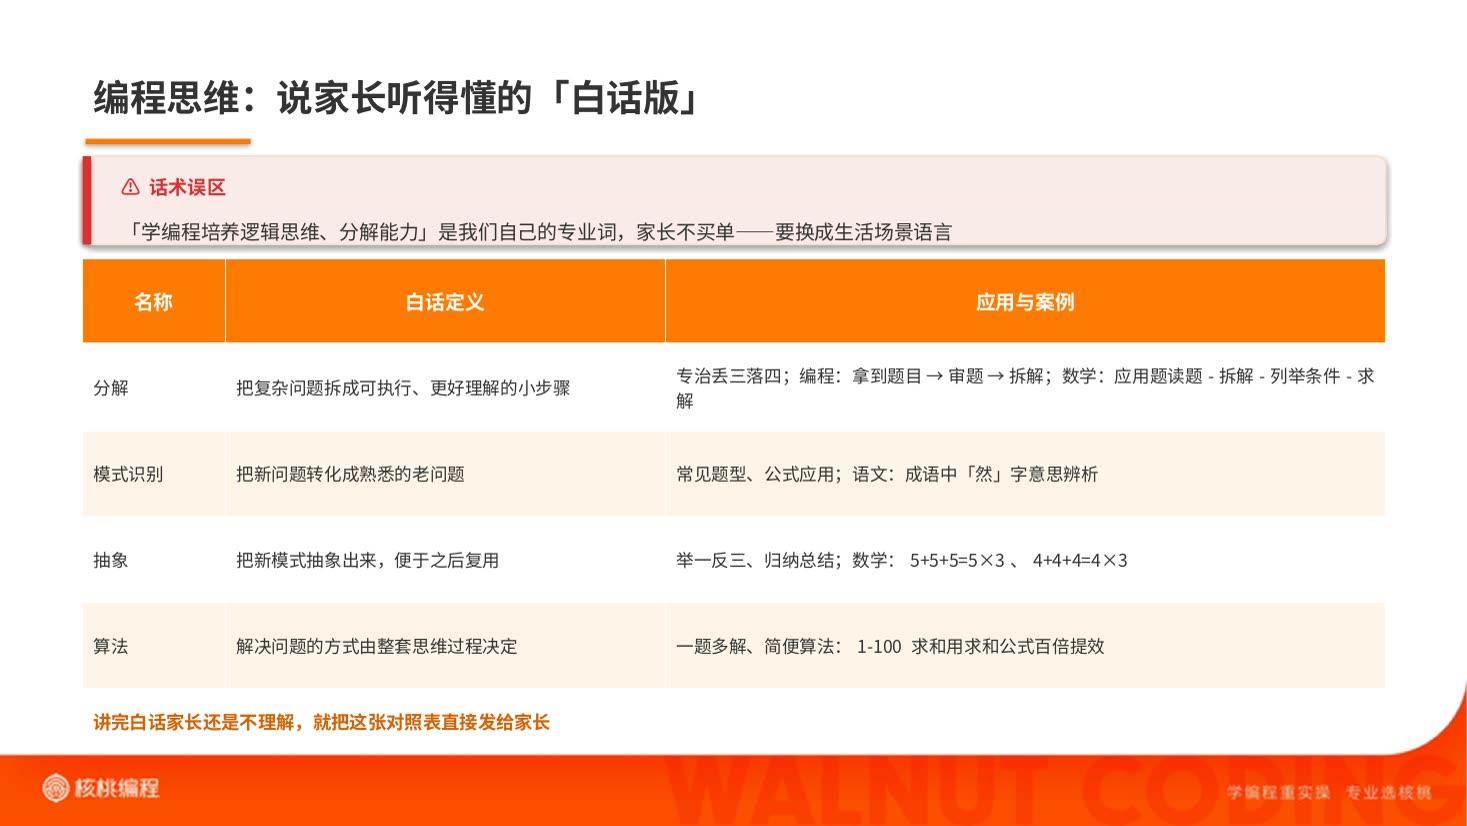 编程思维：说家长听得懂的「白话版」
话术误区
「学编程培养逻辑思维、分解能力」是我们自己的专业词，家长不买单——要换成生活场景语言
名称 白话定义 应用与案例
分解 把复杂问题拆成可执行、更好理解的小步骤 专治丢三落四；编程：拿到题目→审题→拆解；数学：应用题读题 - 拆解 - 列举条件 - 求
解
模式识别 把新问题转化成熟悉的老问题 常见题型、公式应用；语文：成语中「然」字意思辨析
抽象 把新模式抽象出来，便于之后复用 举一反三、归纳总结；数学： 5+5+5=5×3 、 4+4+4=4×3
算法 解决问题的方式由整套思维过程决定 一题多解、简便算法： 1-100 求和用求和公式百倍提效
讲完白话家长还是不理解，就把这张对照表直接发给家长
WALNUT CODING
核桃编程
学编程重实操 专业选核桃